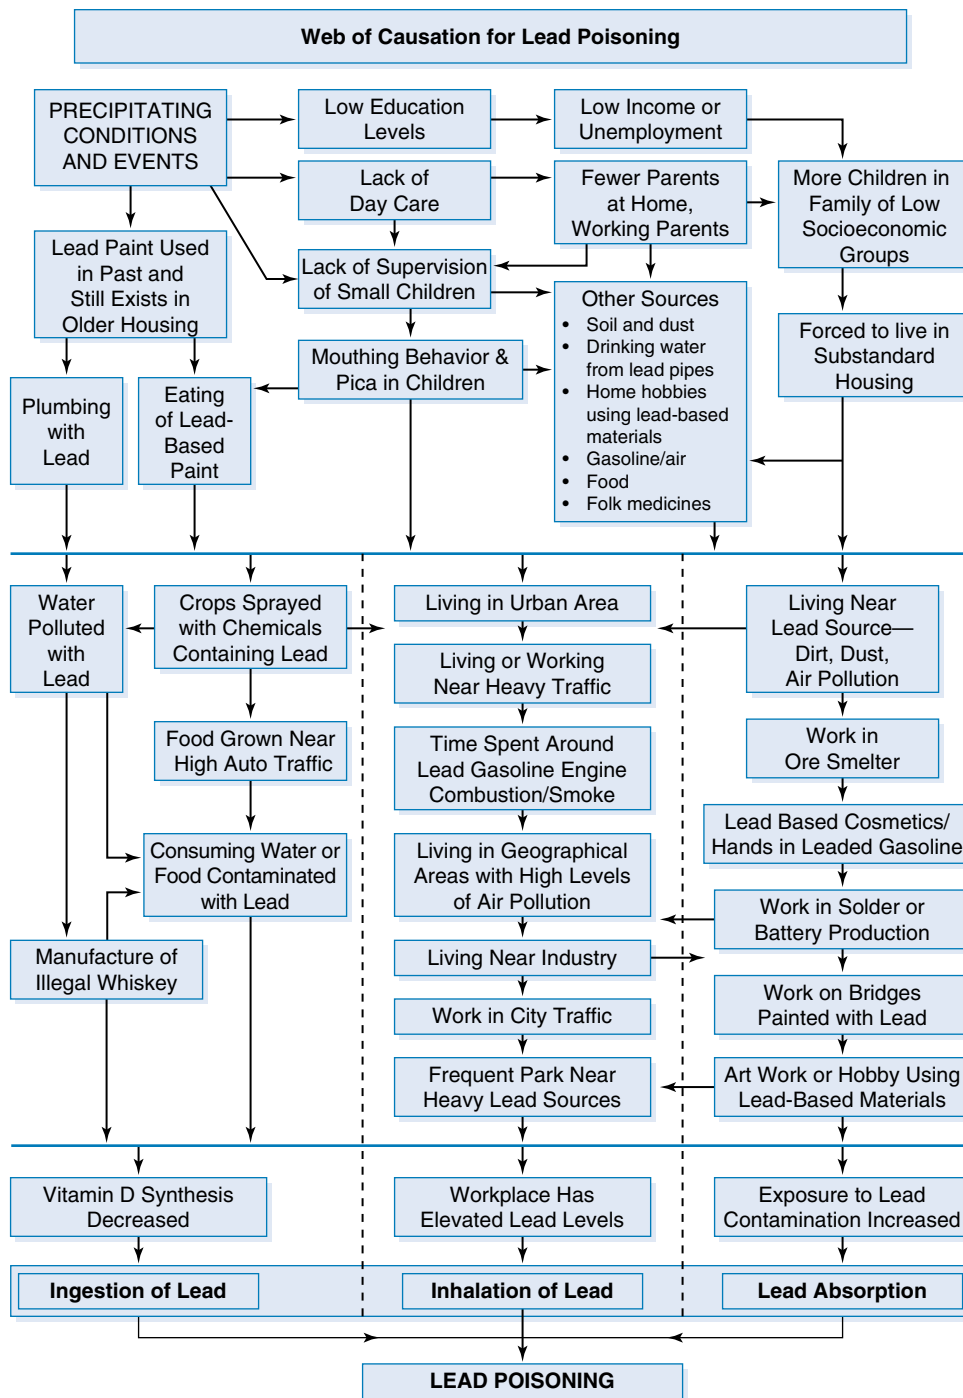 Web of Causation for Lead Poisoning
PRECIPITATING
CONDITIONS
AND EVENTS
Low Education
Levels
Low Income or
Unemployment
Lack of
Day Care
Fewer Parents
at Home,
Working Parents
More Children in
Family of Low
Socioeconomic
Groups
Lead Paint Used
in Past and
Still Exists in
Older Housing
Lack of Supervision
of Small Children
Other Sources
• Soil and dust
• Drinking water
from lead pipes
• Home hobbies
using lead-based
materials
• Gasoline/air
• Food
• Folk medicines
Forced to live in
Substandard
Housing
Mouthing Behavior &
Pica in Children
Plumbing
with
Lead
Eating
of Lead-
Based
Paint
Water
Polluted
with
Lead
Crops Sprayed
with Chemicals
Containing Lead
Living in Urban Area
Living Near
Lead Source—
Dirt, Dust,
Air Pollution
Living or Working
Near Heavy Traffic
Food Grown Near
High Auto Traffic
Time Spent Around
Lead Gasoline Engine
Combustion/Smoke
Work in
Ore Smelter
Lead Based Cosmetics/
Hands in Leaded Gasoline
Consuming Water or
Food Contaminated
with Lead
Living in Geographical
Areas with High Levels
of Air Pollution
Work in Solder or
Battery Production
Manufacture of
Illegal Whiskey
Living Near Industry
Work on Bridges
Painted with Lead
Work in City Traffic
Frequent Park Near
Heavy Lead Sources
Art Work or Hobby Using
Lead-Based Materials
Vitamin D Synthesis
Decreased
Workplace Has
Elevated Lead Levels
Exposure to Lead
Contamination Increased
Ingestion of Lead
Inhalation of Lead
Lead Absorption
LEAD POISONING